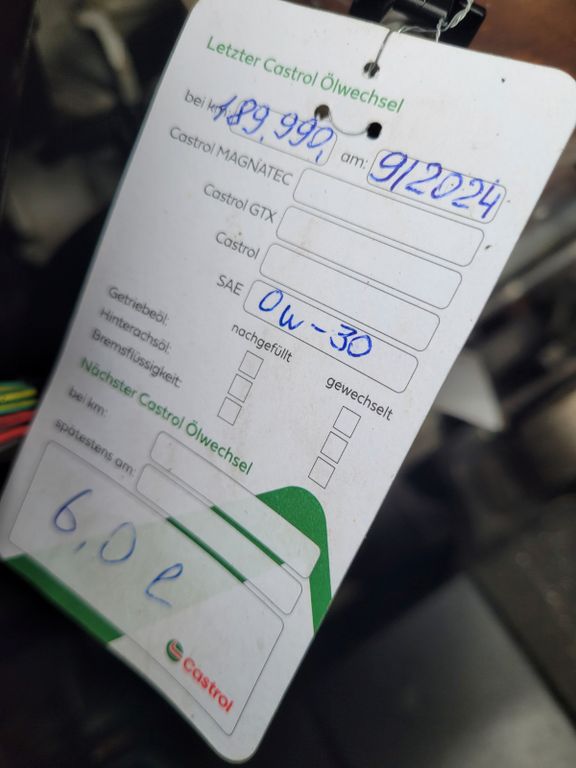 Letzter Castrol Ölwechsel
bei km: 189.990, am: 9/2024
Castrol MAGNATEC
Castrol GTX
Castrol
SAE 0W-30
nachgefüllt gewechselt
Getriebeöl:
Hinterachsöl:
Bremsflüssigkeit:
Nächster Castrol Ölwechsel
bei km:
spätestens am:
6,0 l
Castrol